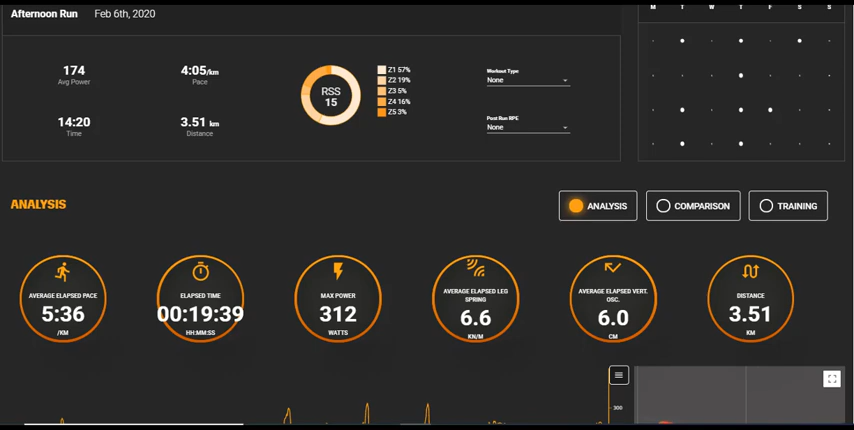 Afternoon Run Feb 6th, 2020
M T W T F S S
174
Avg Power
4:05/km
Pace
14:20
Time
3.51 km
Distance
RSS
15
Z1 57%
Z2 19%
Z3 5%
Z4 16%
Z5 3%
Workout Type
None
Post Run RPE
None
ANALYSIS
ANALYSIS
COMPARISON
TRAINING
AVERAGE ELAPSED PACE
5:36
/KM
ELAPSED TIME
00:19:39
HH:MM:SS
MAX POWER
312
WATTS
AVERAGE ELAPSED LEG
SPRING
6.6
KN/M
AVERAGE ELAPSED VERT.
OSC.
6.0
CM
DISTANCE
3.51
KM
300